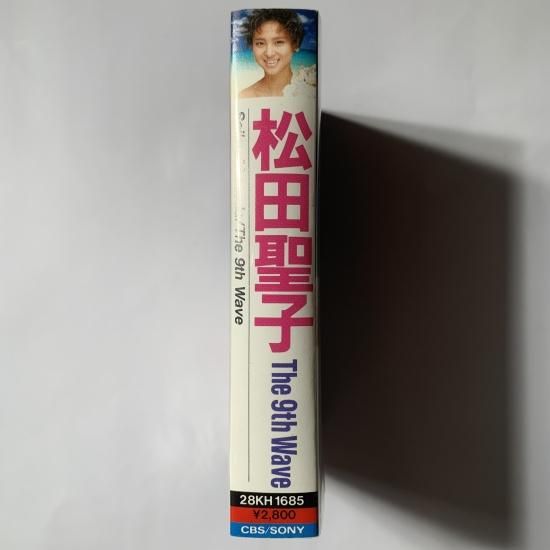 松田聖子
The 9th Wave
The 9th Wave
28KH 1685
¥2,800
CBS/SONY